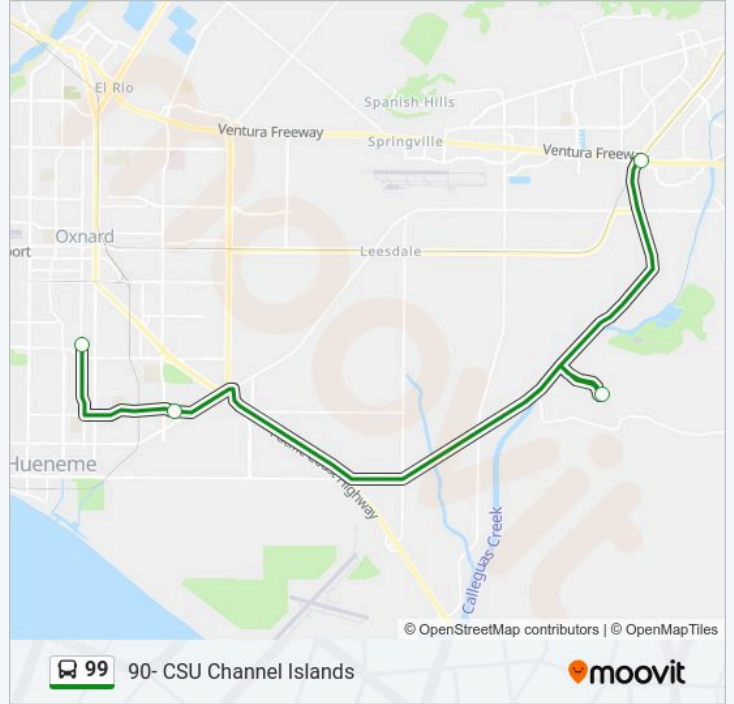 El Rio
Spanish Hills
Ventura Freeway
Springville
Ventura Freew
Oxnard
port
Leesdale
Hueneme
Pacific Coast Highway
Calleguas Creek
moovit
© OpenStreetMap contributors | © OpenMapTiles
99 90- CSU Channel Islands
moovit